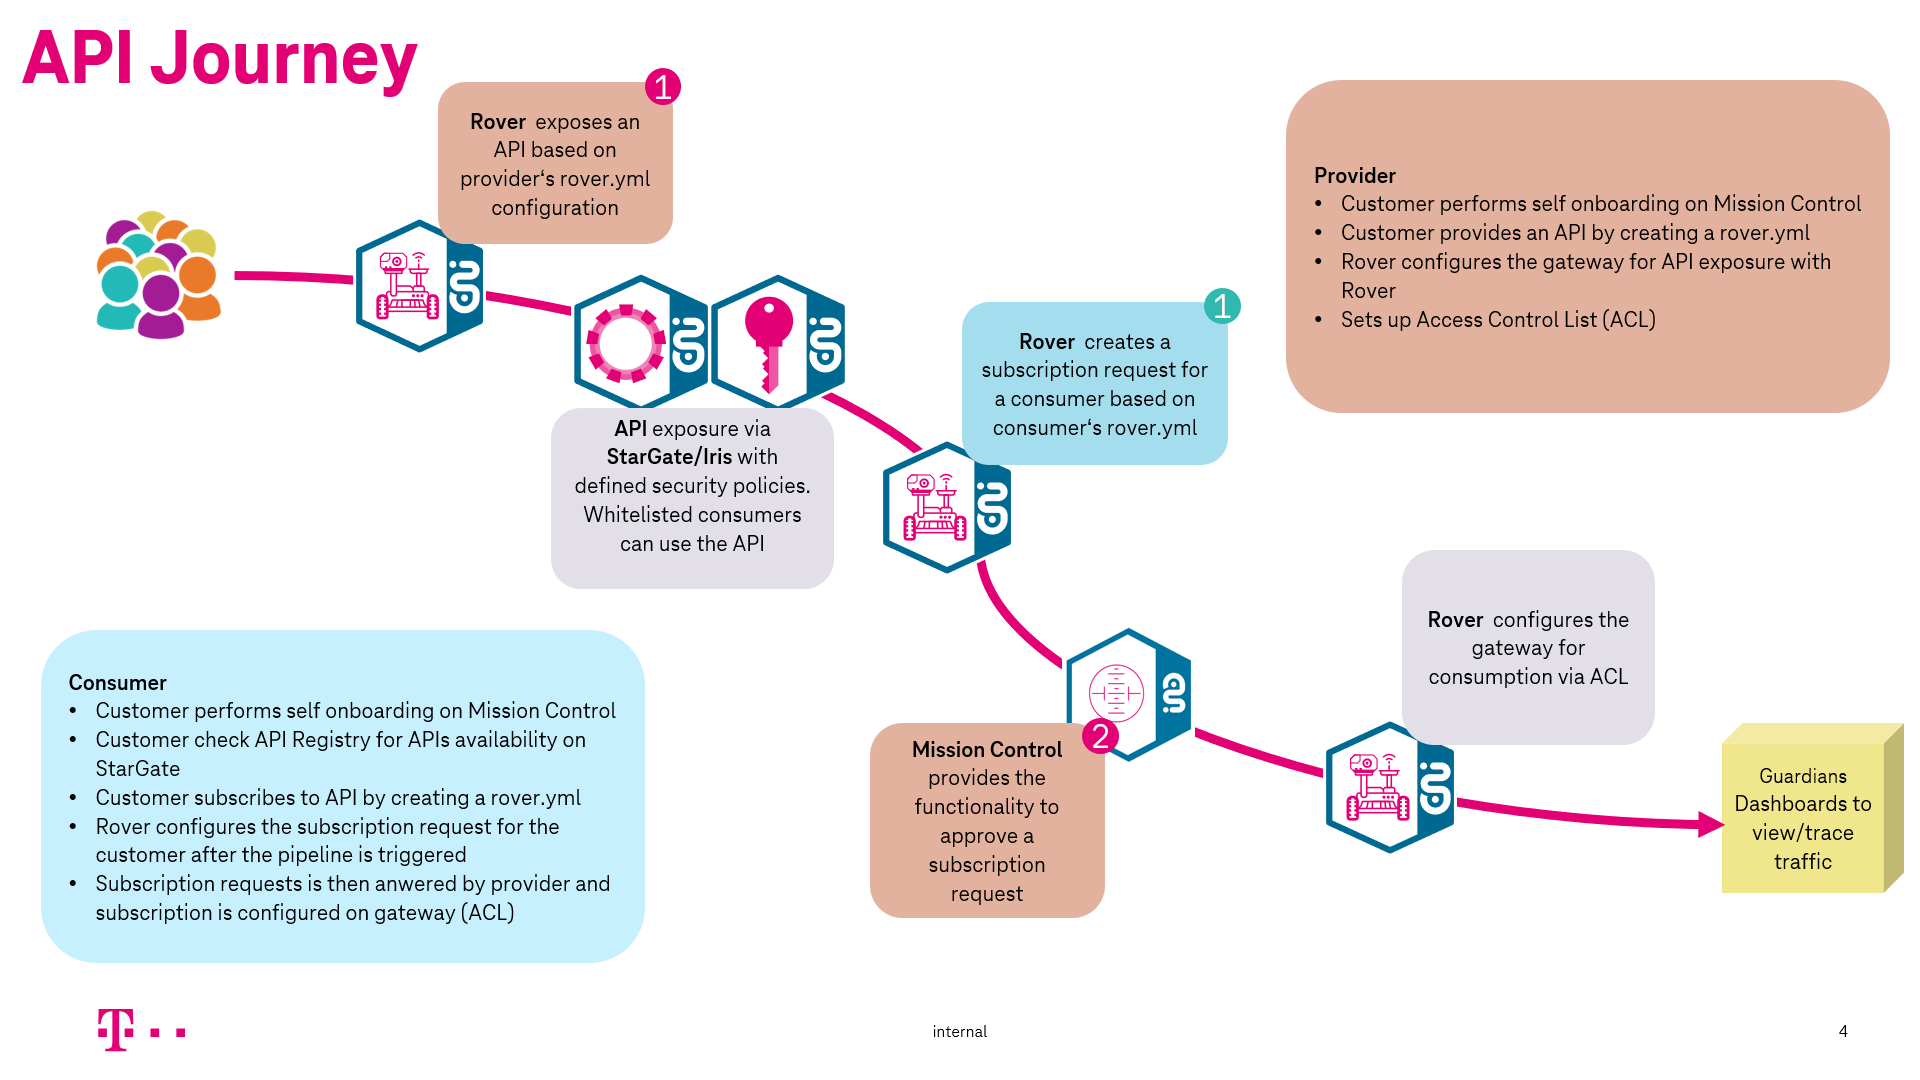 API Journey
1
Rover exposes an
API based on
provider‘s rover.yml
configuration
Provider
• Customer performs self onboarding on Mission Control
• Customer provides an API by creating a rover.yml
• Rover configures the gateway for API exposure with
Rover
• Sets up Access Control List (ACL)
1
Rover creates a
subscription request for
a consumer based on
consumer‘s rover.yml
API exposure via
StarGate/Iris with
defined security policies.
Whitelisted consumers
can use the API
Rover configures the
gateway for
consumption via ACL
Consumer
• Customer performs self onboarding on Mission Control
• Customer check API Registry for APIs availability on
StarGate
• Customer subscribes to API by creating a rover.yml
• Rover configures the subscription request for the
customer after the pipeline is triggered
• Subscription requests is then anwered by provider and
subscription is configured on gateway (ACL)
2
Mission Control
provides the
functionality to
approve a
subscription
request
Guardians
Dashboards to
view/trace
traffic
T
internal
4